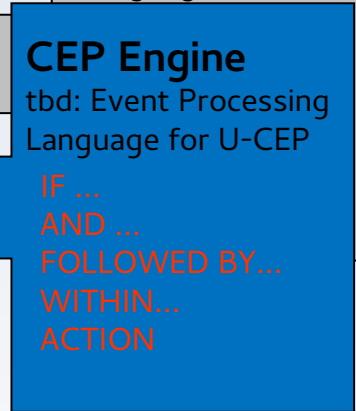 CEP Engine
tbd: Event Processing
Language for U-CEP
IF ...
AND ...
FOLLOWED BY...
WITHIN...
ACTION